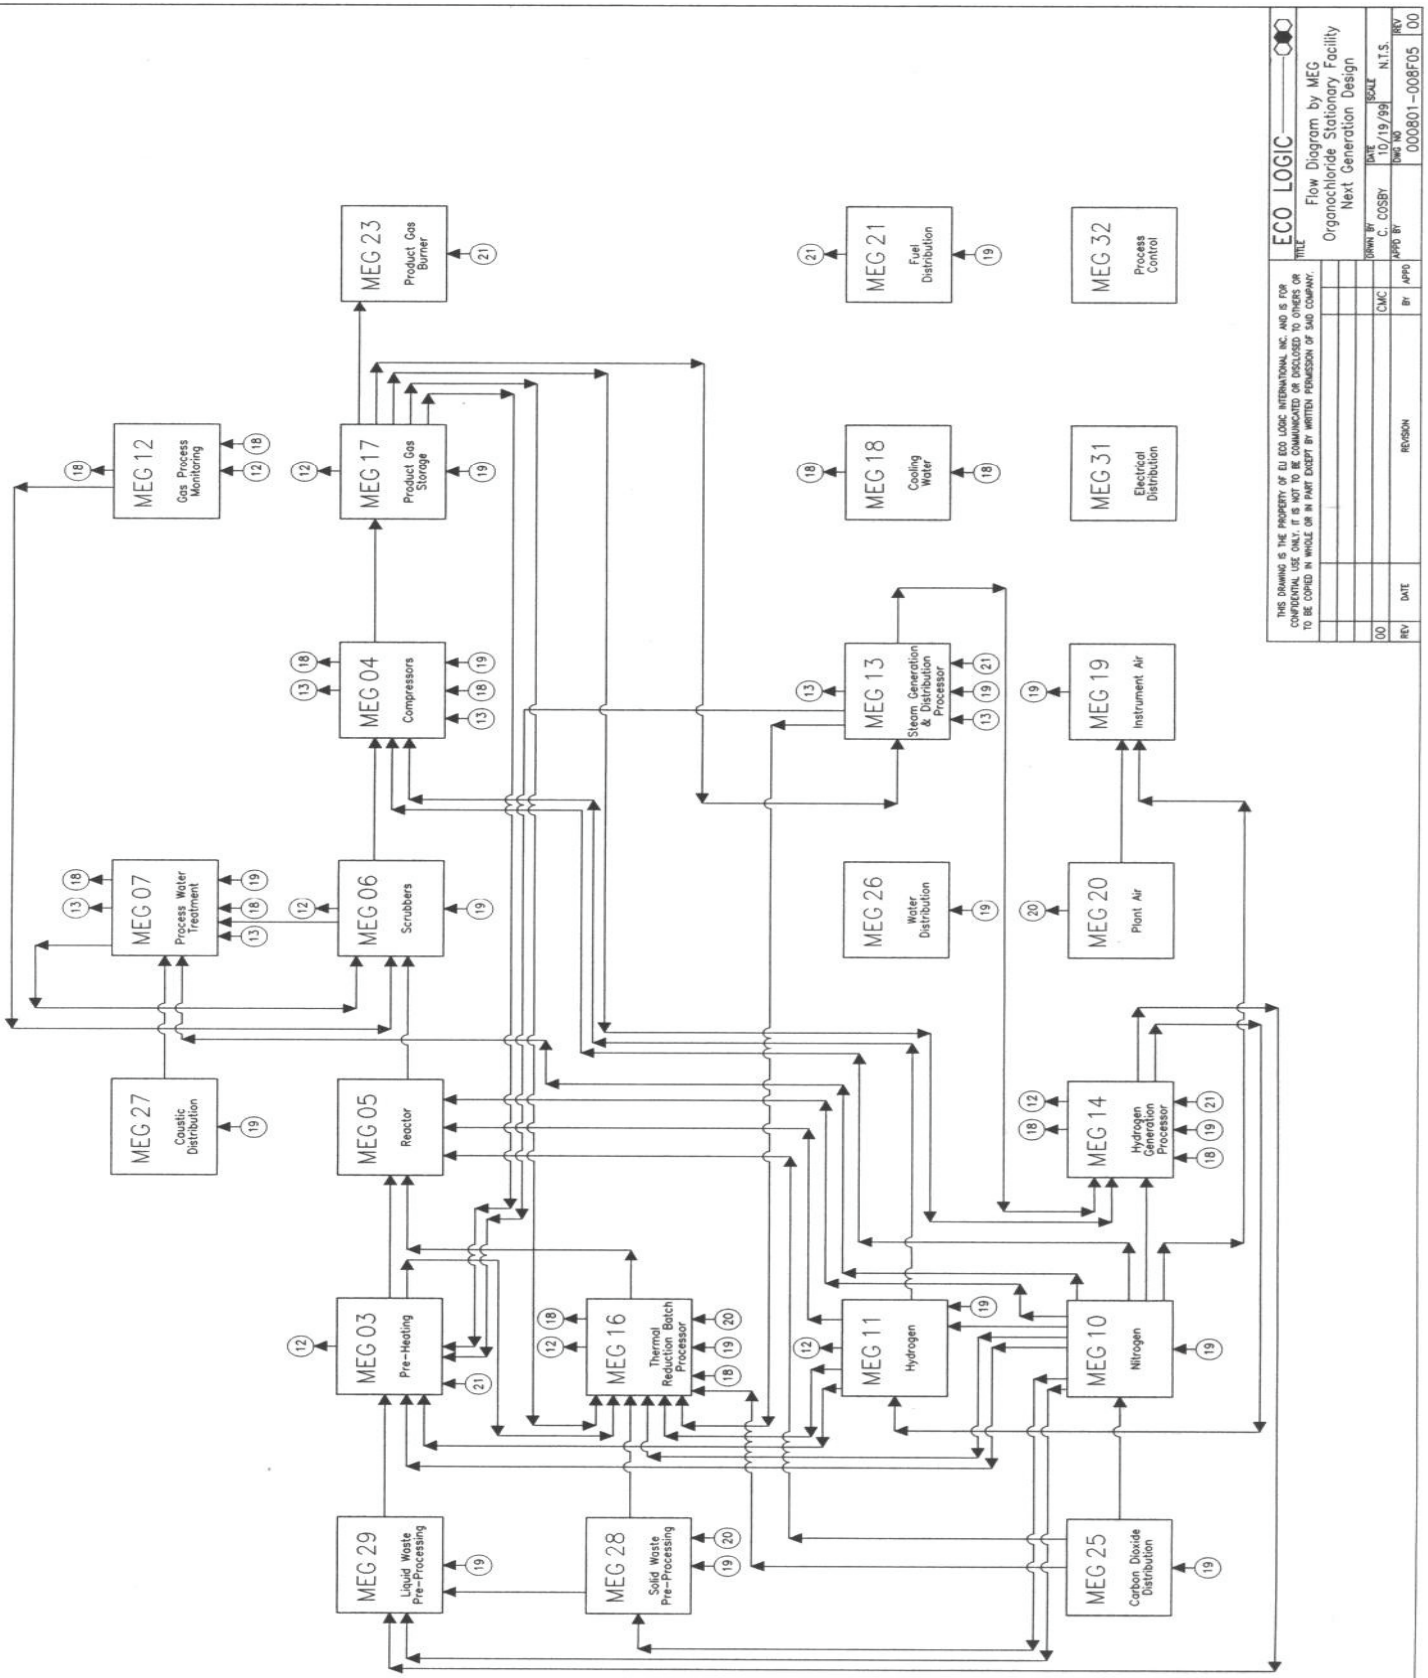 MEG 23
Product Gas
Burner
21
MEG 21
Fuel
Distribution
21
19
MEG 32
Process
Control
MEG 12
Gas Process
Monitoring
18
18
12
MEG 17
Product Gas
Storage
12
19
MEG 18
Cooling
Water
18
18
MEG 31
Electrical
Distribution
MEG 04
Compressors
18
13
19
18
13
MEG 13
Steam Generation
& Distribution
Processor
13
21
19
13
MEG 19
Instrument Air
19
MEG 07
Process Water
Treatment
18
13
19
18
13
MEG 06
Scrubbers
12
19
MEG 26
Water
Distribution
19
MEG 20
Plant Air
20
MEG 27
Caustic
Distribution
19
MEG 05
Reactor
MEG 14
Hydrogen
Generation
Processor
12
18
21
19
18
MEG 03
Pre-Heating
12
21
MEG 16
Thermal
Reduction Batch
Processor
18
12
20
19
18
MEG 11
Hydrogen
12
19
MEG 10
Nitrogen
19
MEG 29
Liquid Waste
Pre-Processing
19
MEG 28
Solid Waste
Pre-Processing
20
19
MEG 25
Carbon Dioxide
Distribution
19
THIS DRAWING IS THE PROPERTY OF ELI ECO LOGIC INTERNATIONAL INC. AND IS FOR
CONFIDENTIAL USE ONLY. IT IS NOT TO BE COMMUNICATED OR DISCLOSED TO OTHERS OR
TO BE COPIED IN WHOLE OR IN PART EXCEPT BY WRITTEN PERMISSION OF SAID COMPANY.
00 CMC
REV DATE REVISION BY APPD
ECO LOGIC
TITLE
Flow Diagram by MEG
Organochloride Stationary Facility
Next Generation Design
DRWN BY C. COSBY DATE 10/19/99 SCALE N.T.S.
APPD BY DWG NO 000801-008F05 REV 00